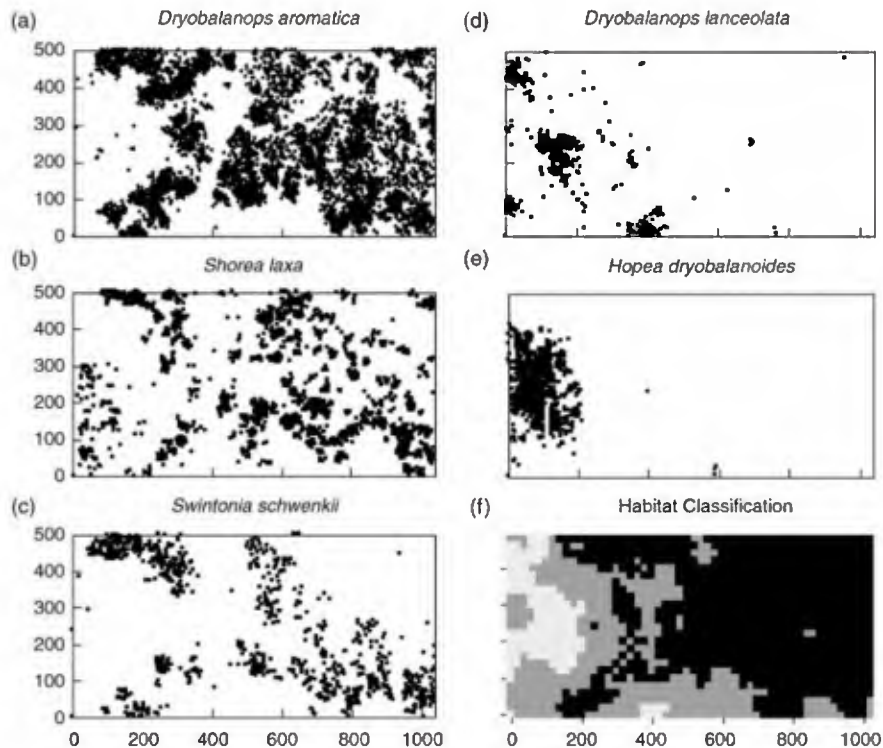 (a) Dryobalanops aromatica
500
400
300
200
100
0
(b) Shorea laxa
500
400
300
200
100
0
(c) Swintonia schwenkii
500
400
300
200
100
0
0 200 400 600 800 1000
(d) Dryobalanops lanceolata
(e) Hopea dryobalanoides
(f) Habitat Classification
0 200 400 600 800 1000